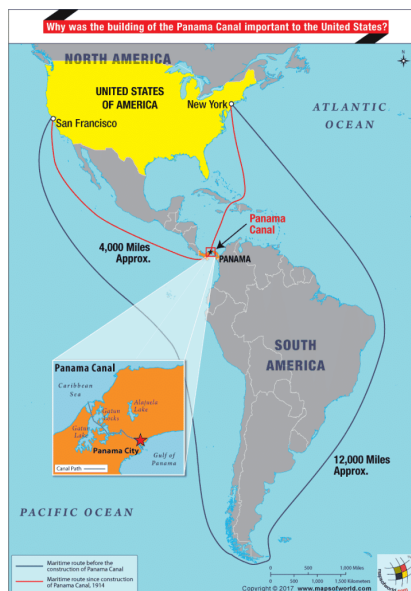 Why was the building of the Panama Canal important to the United States?
NORTH AMERICA
UNITED STATES
OF AMERICA
New York
San Francisco
ATLANTIC
OCEAN
Panama
Canal
4,000 Miles
Approx.
PANAMA
SOUTH
AMERICA
Panama Canal
Caribbean
Sea
Gatun
Locks
Alajuela
Lake
Gatun
Lake
Panama City
Gulf of
Panama
Canal Path
12,000 Miles
Approx.
PACIFIC OCEAN
Maritime route before the
construction of Panama Canal
Maritime route since construction
of Panama Canal, 1914
0 500 1,000 Miles
0 500 1,000 1,500 Kilometers
Copyright © 2017 www.mapsofworld.com
mapsofworld